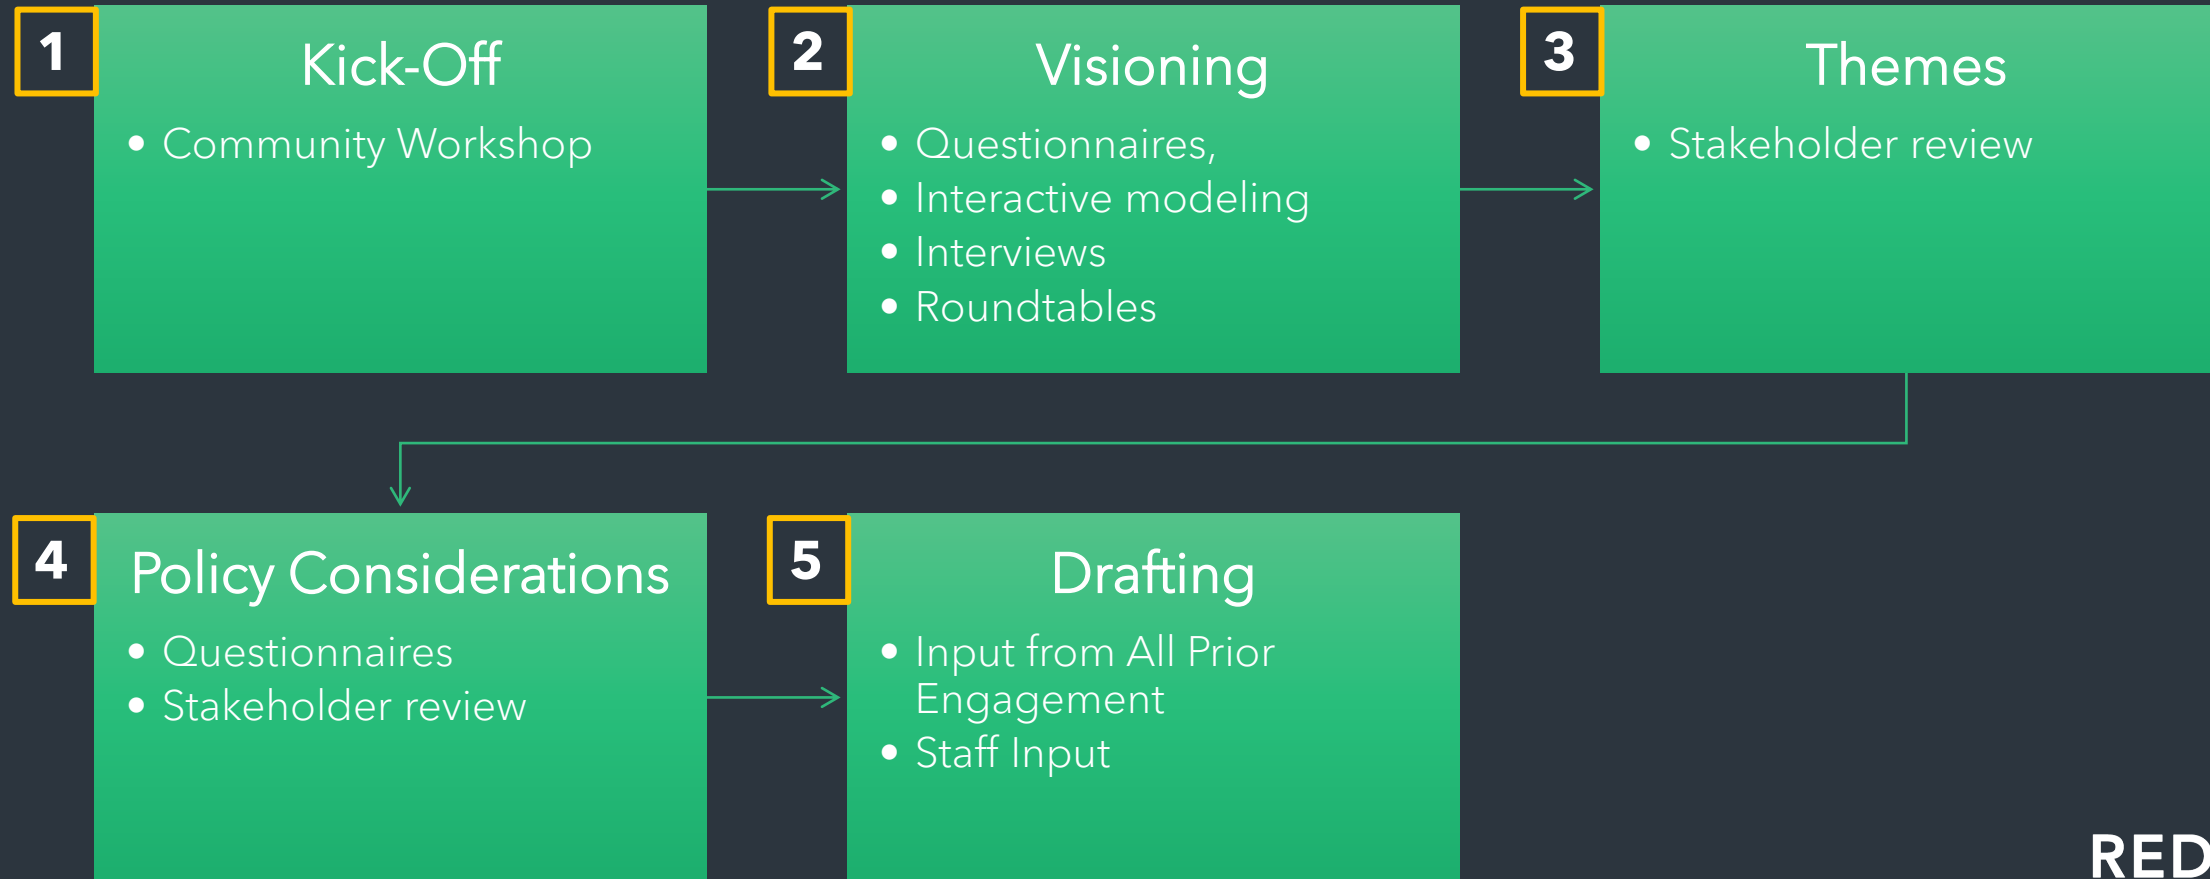 1
Kick-Off
• Community Workshop
2
Visioning
• Questionnaires,
• Interactive modeling
• Interviews
• Roundtables
3
Themes
• Stakeholder review
4
Policy Considerations
• Questionnaires
• Stakeholder review
5
Drafting
• Input from All Prior
Engagement
• Staff Input
RED